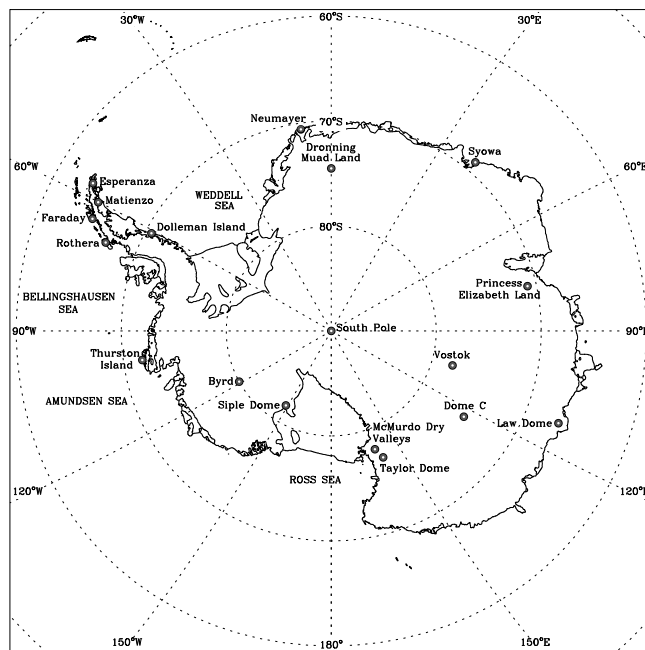 30°W
60°S
30°E
Neumayer
70°S
Dronning
Muad Land
Syowa
60°W
60°E
Esperanza
Matienzo
WEDDELL
SEA
Faraday
Dolleman Island
80°S
Rothera
Princess
Elizabeth Land
BELLINGSHAUSEN
SEA
90°W
South Pole
90°E
Thurston
Island
Vostok
Byrd
AMUNDSEN SEA
Siple Dome
Dome C
McMurdo Dry
Valleys
Law Dome
Taylor Dome
ROSS SEA
120°W
120°E
150°W
180°
150°E